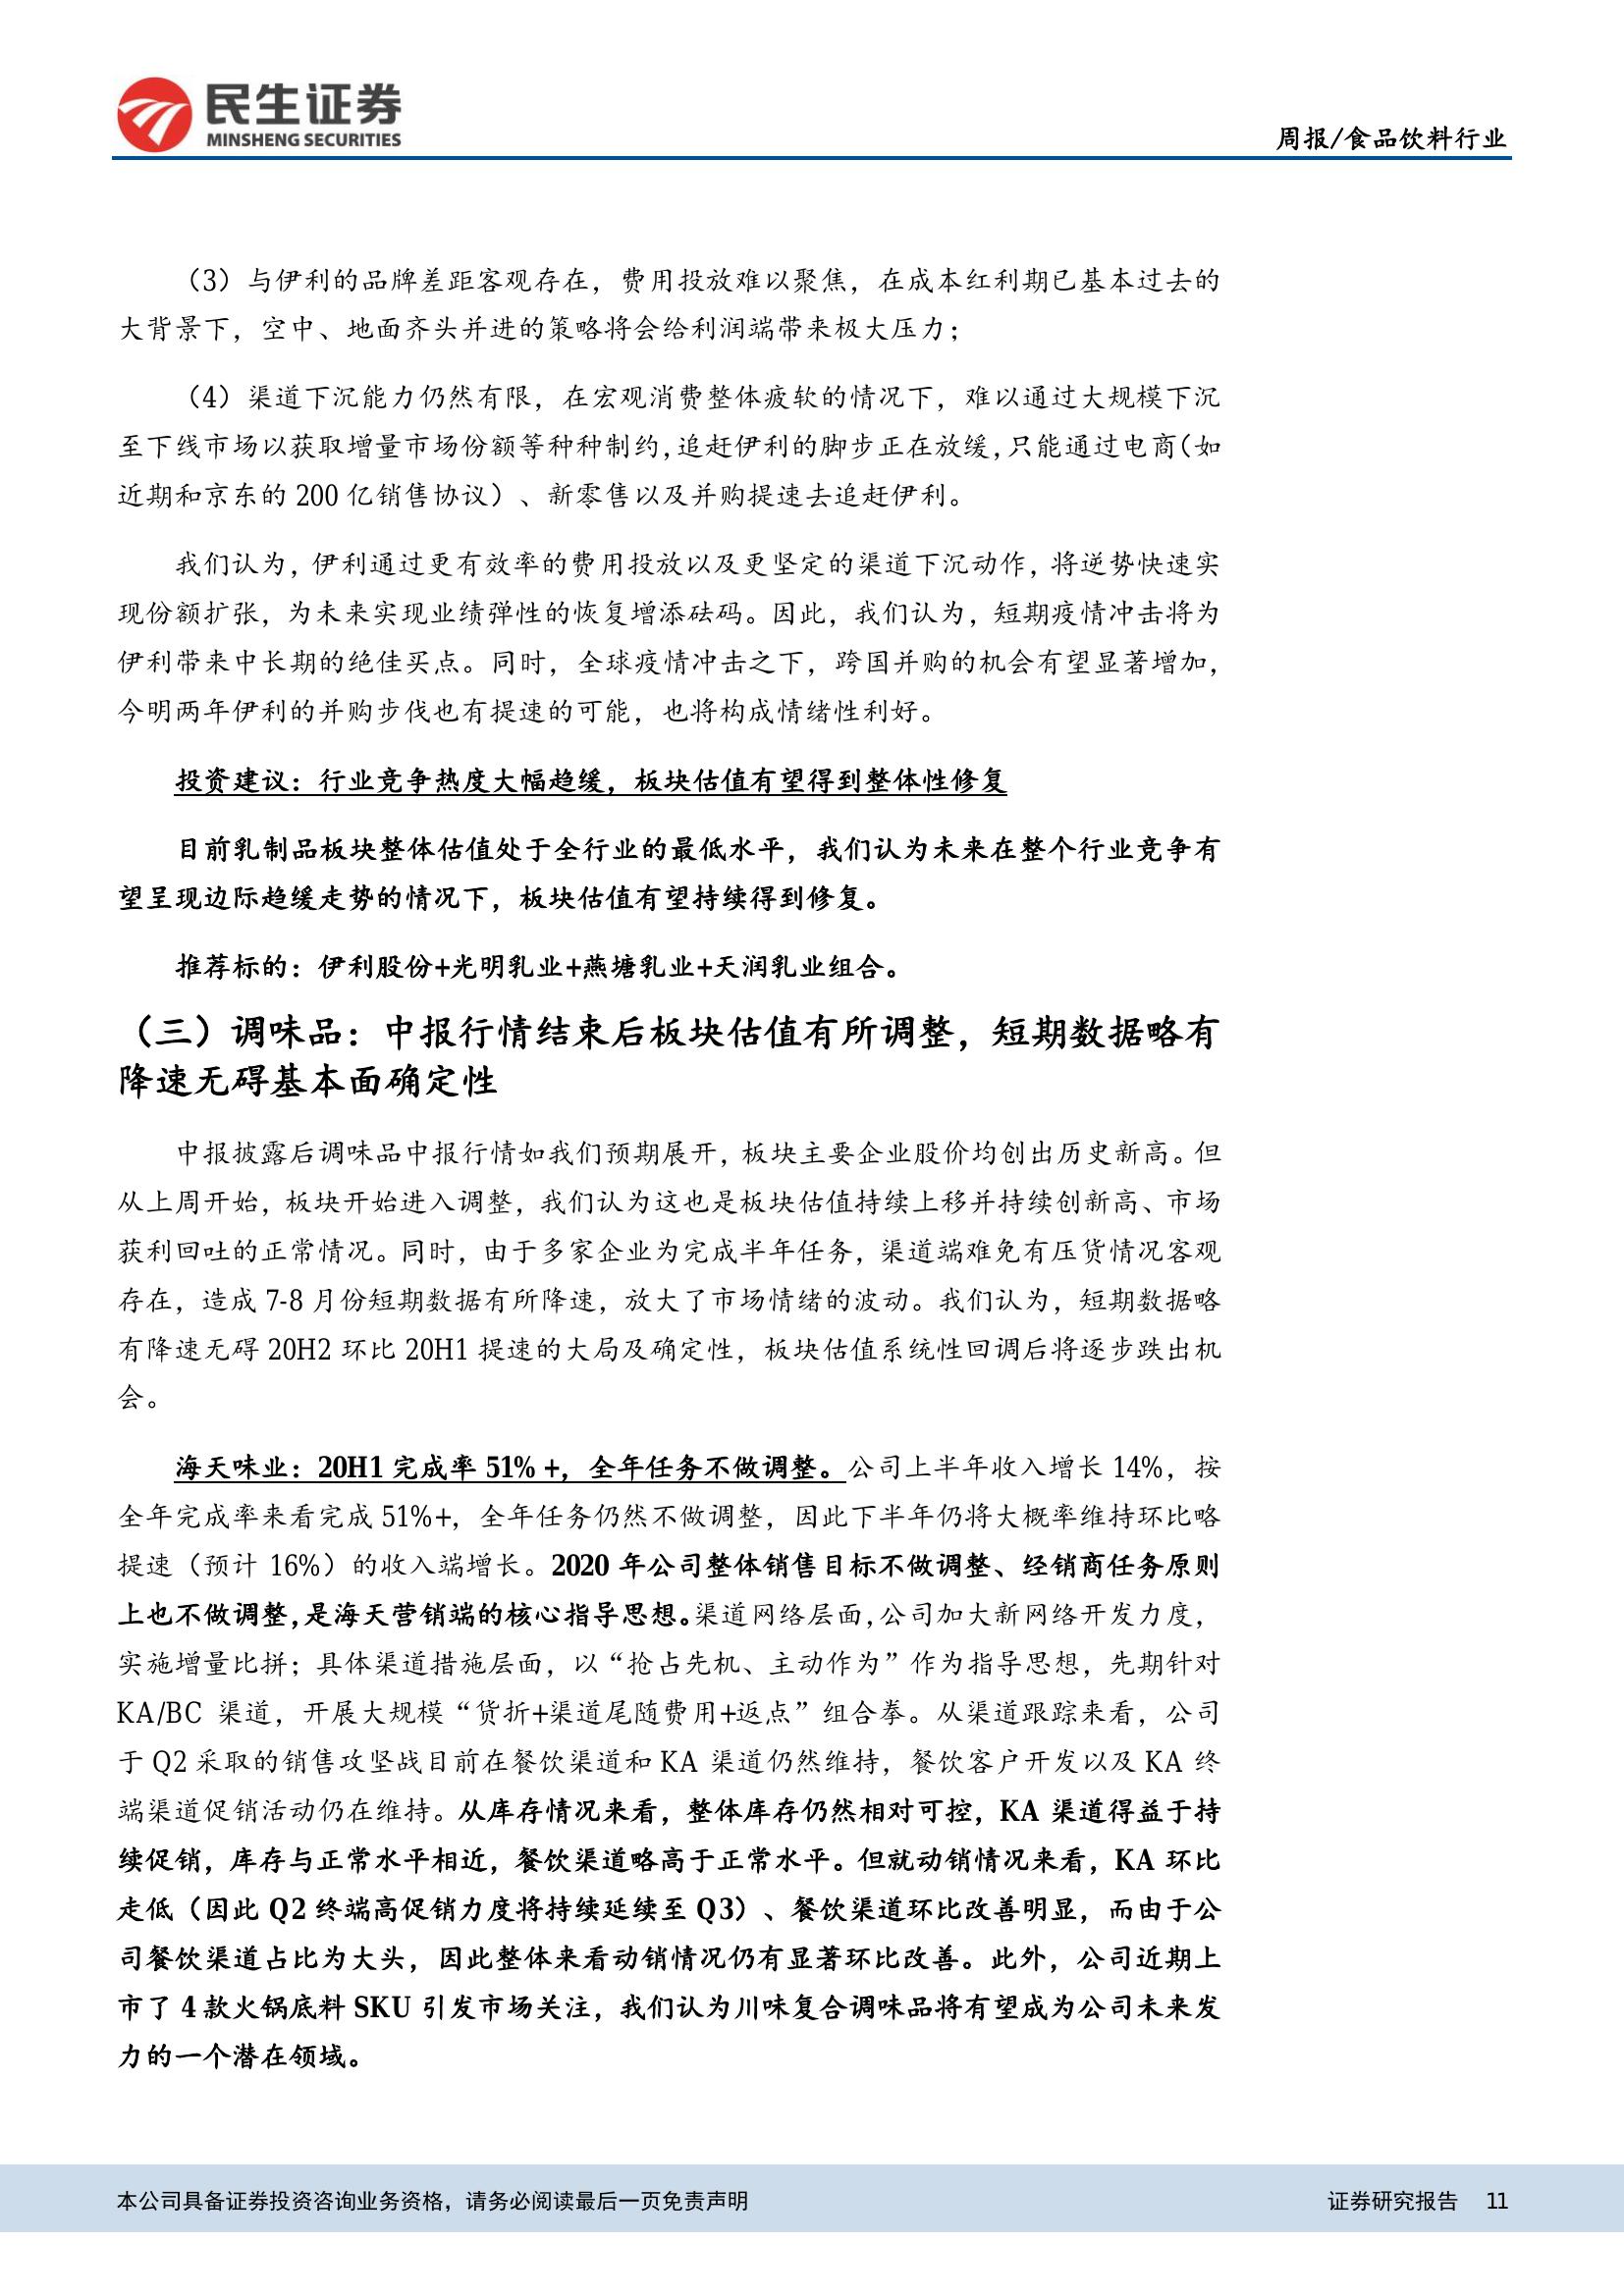 民生证券
MINSHENG SECURITIES
周报/食品饮料行业
（3）与伊利的品牌差距客观存在，费用投放难以聚焦，在成本红利期已基本过去的
大背景下，空中、地面齐头并进的策略将会给利润端带来极大压力；
（4）渠道下沉能力仍然有限，在宏观消费整体疲软的情况下，难以通过大规模下沉
至下线市场以获取增量市场份额等种种制约，追赶伊利的脚步正在放缓，只能通过电商（如
近期和京东的 200 亿销售协议）、新零售以及并购提速去追赶伊利。
我们认为，伊利通过更有效率的费用投放以及更坚定的渠道下沉动作，将逆势快速实
现份额扩张，为未来实现业绩弹性的恢复增添砝码。因此，我们认为，短期疫情冲击将为
伊利带来中长期的绝佳买点。同时，全球疫情冲击之下，跨国并购的机会有望显著增加，
今明两年伊利的并购步伐也有提速的可能，也将构成情绪性利好。
投资建议：行业竞争热度大幅趋缓，板块估值有望得到整体性修复
目前乳制品板块整体估值处于全行业的最低水平，我们认为未来在整个行业竞争有
望呈现边际趋缓走势的情况下，板块估值有望持续得到修复。
推荐标的：伊利股份+光明乳业+燕塘乳业+天润乳业组合。
（三）调味品：中报行情结束后板块估值有所调整，短期数据略有
降速无碍基本面确定性
中报披露后调味品中报行情如我们预期展开，板块主要企业股价均创出历史新高。但
从上周开始，板块开始进入调整，我们认为这也是板块估值持续上移并持续创新高、市场
获利回吐的正常情况。同时，由于多家企业为完成半年任务，渠道端难免有压货情况客观
存在，造成 7-8 月份短期数据有所降速，放大了市场情绪的波动。我们认为，短期数据略
有降速无碍 20H2 环比 20H1 提速的大局及确定性，板块估值系统性回调后将逐步跌出机
会。
海天味业：20H1 完成率 51%+，全年任务不做调整。公司上半年收入增长 14%，按
全年完成率来看完成 51%+，全年任务仍然不做调整，因此下半年仍将大概率维持环比略
提速（预计 16%）的收入端增长。2020 年公司整体销售目标不做调整、经销商任务原则
上也不做调整，是海天营销端的核心指导思想。渠道网络层面，公司加大新网络开发力度，
实施增量比拼；具体渠道措施层面，以“抢占先机、主动作为”作为指导思想，先期针对
KA/BC 渠道，开展大规模“货折+渠道尾随费用+返点”组合拳。从渠道跟踪来看，公司
于 Q2 采取的销售攻坚战目前在餐饮渠道和 KA 渠道仍然维持，餐饮客户开发以及 KA 终
端渠道促销活动仍在维持。从库存情况来看，整体库存仍然相对可控，KA 渠道得益于持
续促销，库存与正常水平相近，餐饮渠道略高于正常水平。但就动销情况来看，KA 环比
走低（因此 Q2 终端高促销力度将持续延续至 Q3）、餐饮渠道环比改善明显，而由于公
司餐饮渠道占比为大头，因此整体来看动销情况仍有显著环比改善。此外，公司近期上
市了 4 款火锅底料 SKU 引发市场关注，我们认为川味复合调味品将有望成为公司未来发
力的一个潜在领域。
本公司具备证券投资咨询业务资格，请务必阅读最后一页免责声明
证券研究报告 11